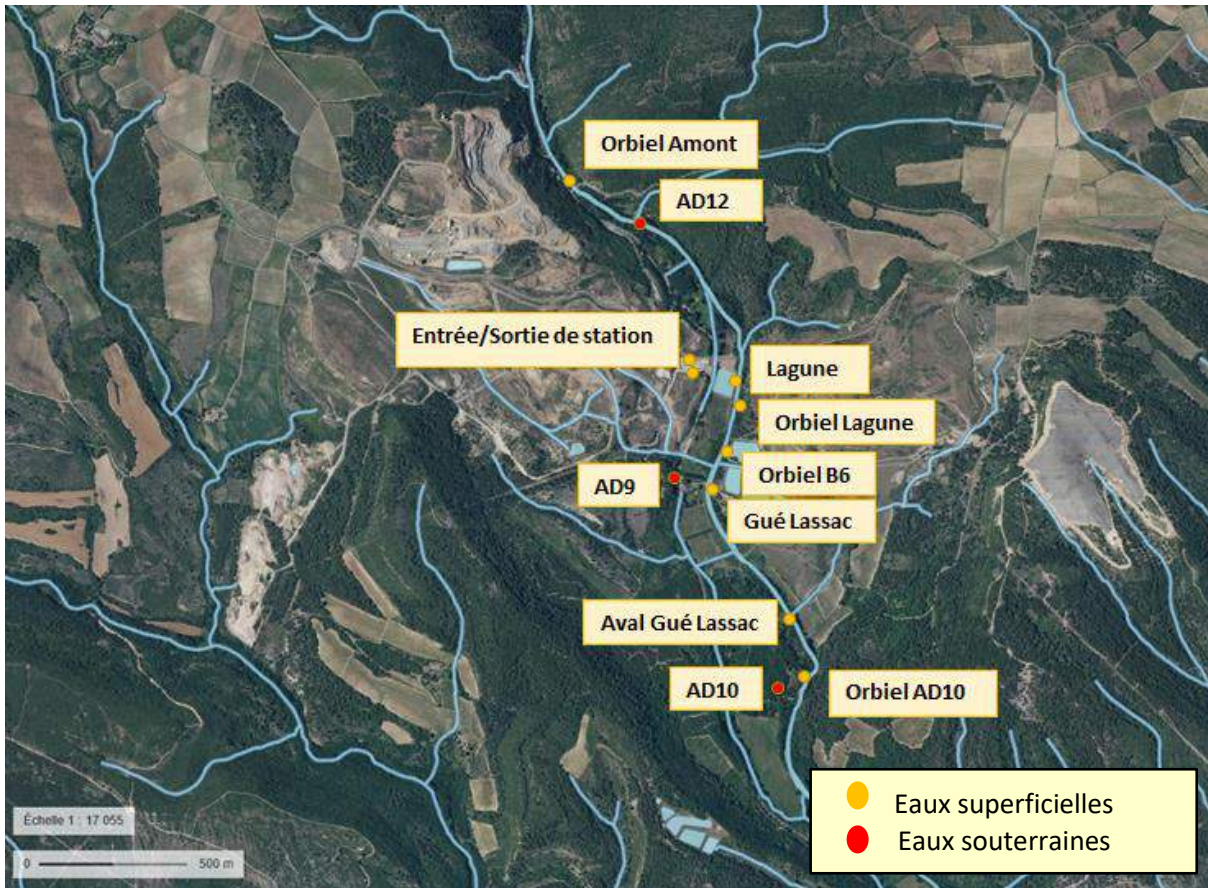 Orbiel Amont
AD12
Entrée/Sortie de station
Lagune
Orbiel Lagune
Orbiel B6
AD9
Gué Lassac
Aval Gué Lassac
AD10
Orbiel AD10
Eaux superficielles
Eaux souterraines
Échelle 1 : 17 055
0 500 m